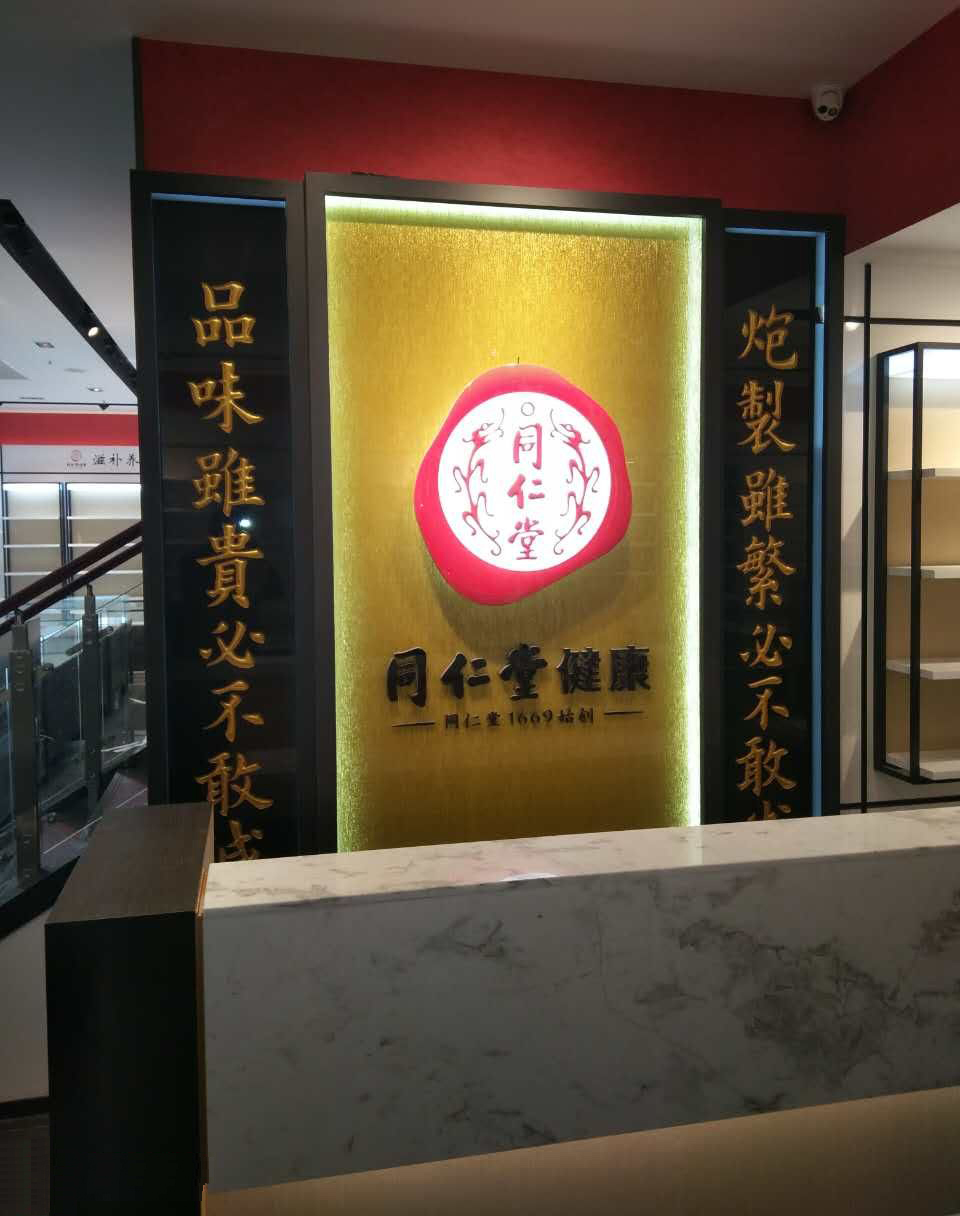 炮製雖繁必不敢
品味雖貴必不敢
同仁堂
同仁堂健康
同仁堂1669始创
滋补养